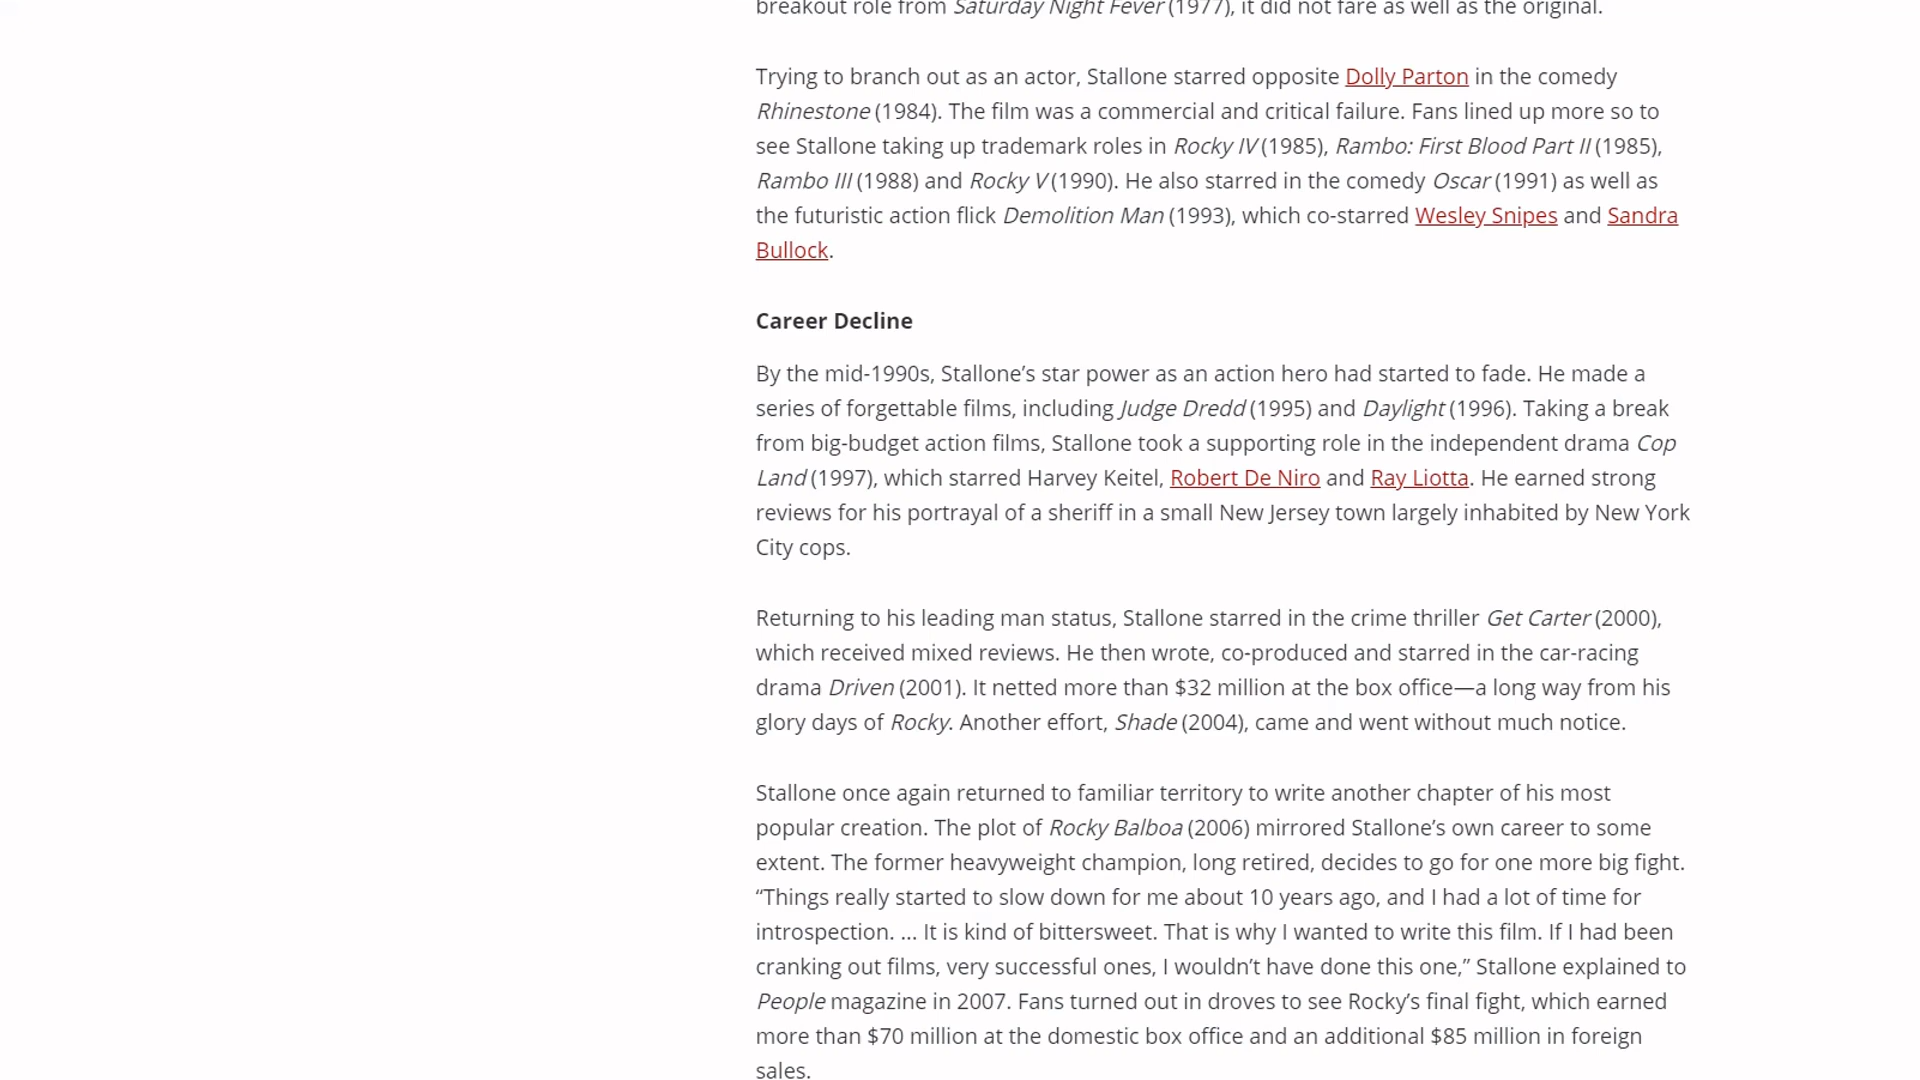 breakout role from Saturday Night Fever (1977), it did not fare as well as the original.
Trying to branch out as an actor, Stallone starred opposite Dolly Parton in the comedy
Rhinestone (1984). The film was a commercial and critical failure. Fans lined up more so to
see Stallone taking up trademark roles in Rocky IV (1985), Rambo: First Blood Part II (1985),
Rambo III (1988) and Rocky V (1990). He also starred in the comedy Oscar (1991) as well as
the futuristic action flick Demolition Man (1993), which co-starred Wesley Snipes and Sandra
Bullock.
Career Decline
By the mid-1990s, Stallone’s star power as an action hero had started to fade. He made a
series of forgettable films, including Judge Dredd (1995) and Daylight (1996). Taking a break
from big-budget action films, Stallone took a supporting role in the independent drama Cop
Land (1997), which starred Harvey Keitel, Robert De Niro and Ray Liotta. He earned strong
reviews for his portrayal of a sheriff in a small New Jersey town largely inhabited by New York
City cops.
Returning to his leading man status, Stallone starred in the crime thriller Get Carter (2000),
which received mixed reviews. He then wrote, co-produced and starred in the car-racing
drama Driven (2001). It netted more than $32 million at the box office—a long way from his
glory days of Rocky. Another effort, Shade (2004), came and went without much notice.
Stallone once again returned to familiar territory to write another chapter of his most
popular creation. The plot of Rocky Balboa (2006) mirrored Stallone’s own career to some
extent. The former heavyweight champion, long retired, decides to go for one more big fight.
“Things really started to slow down for me about 10 years ago, and I had a lot of time for
introspection. ... It is kind of bittersweet. That is why I wanted to write this film. If I had been
cranking out films, very successful ones, I wouldn’t have done this one,” Stallone explained to
People magazine in 2007. Fans turned out in droves to see Rocky’s final fight, which earned
more than $70 million at the domestic box office and an additional $85 million in foreign
sales.